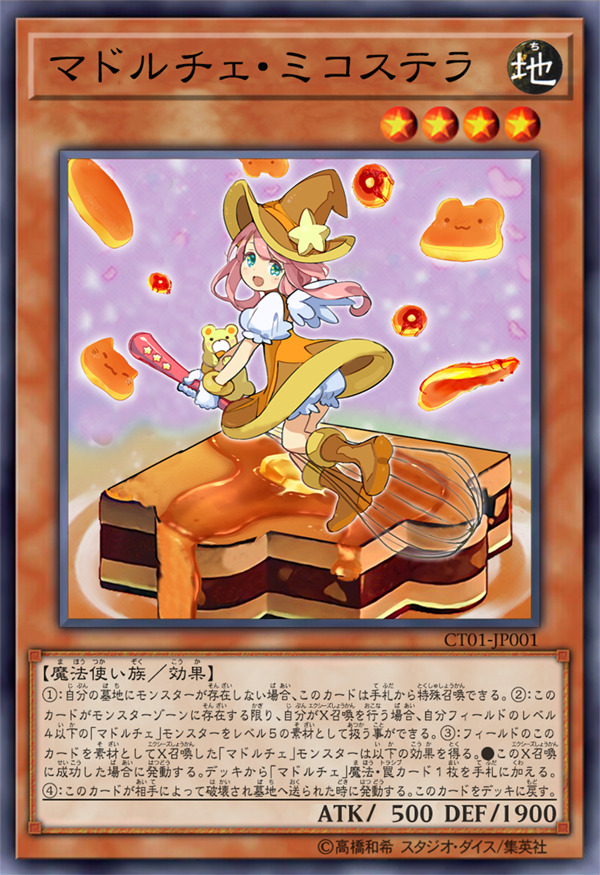 マドルチェ・ミコステラ
地
CT01-JP001
【魔法使い族／効果】
①：自分の墓地にモンスターが存在しない場合、このカードは手札から特殊召喚できる。②：この
カードがモンスターゾーンに存在する限り、自分がX召喚を行う場合、自分フィールドのレベル
4以下の「マドルチェ」モンスターをレベル5の素材として扱う事ができる。③：フィールドのこの
カードを素材としてX召喚した「マドルチェ」モンスターは以下の効果を得る。●このX召喚
に成功した場合に発動する。デッキから「マドルチェ」魔法・罠カード1枚を手札に加える。
④：このカードが相手によって破壊され墓地へ送られた時に発動する。このカードをデッキに戻す。
ATK/ 500 DEF/1900
©高橋和希 スタジオ・ダイス/集英社